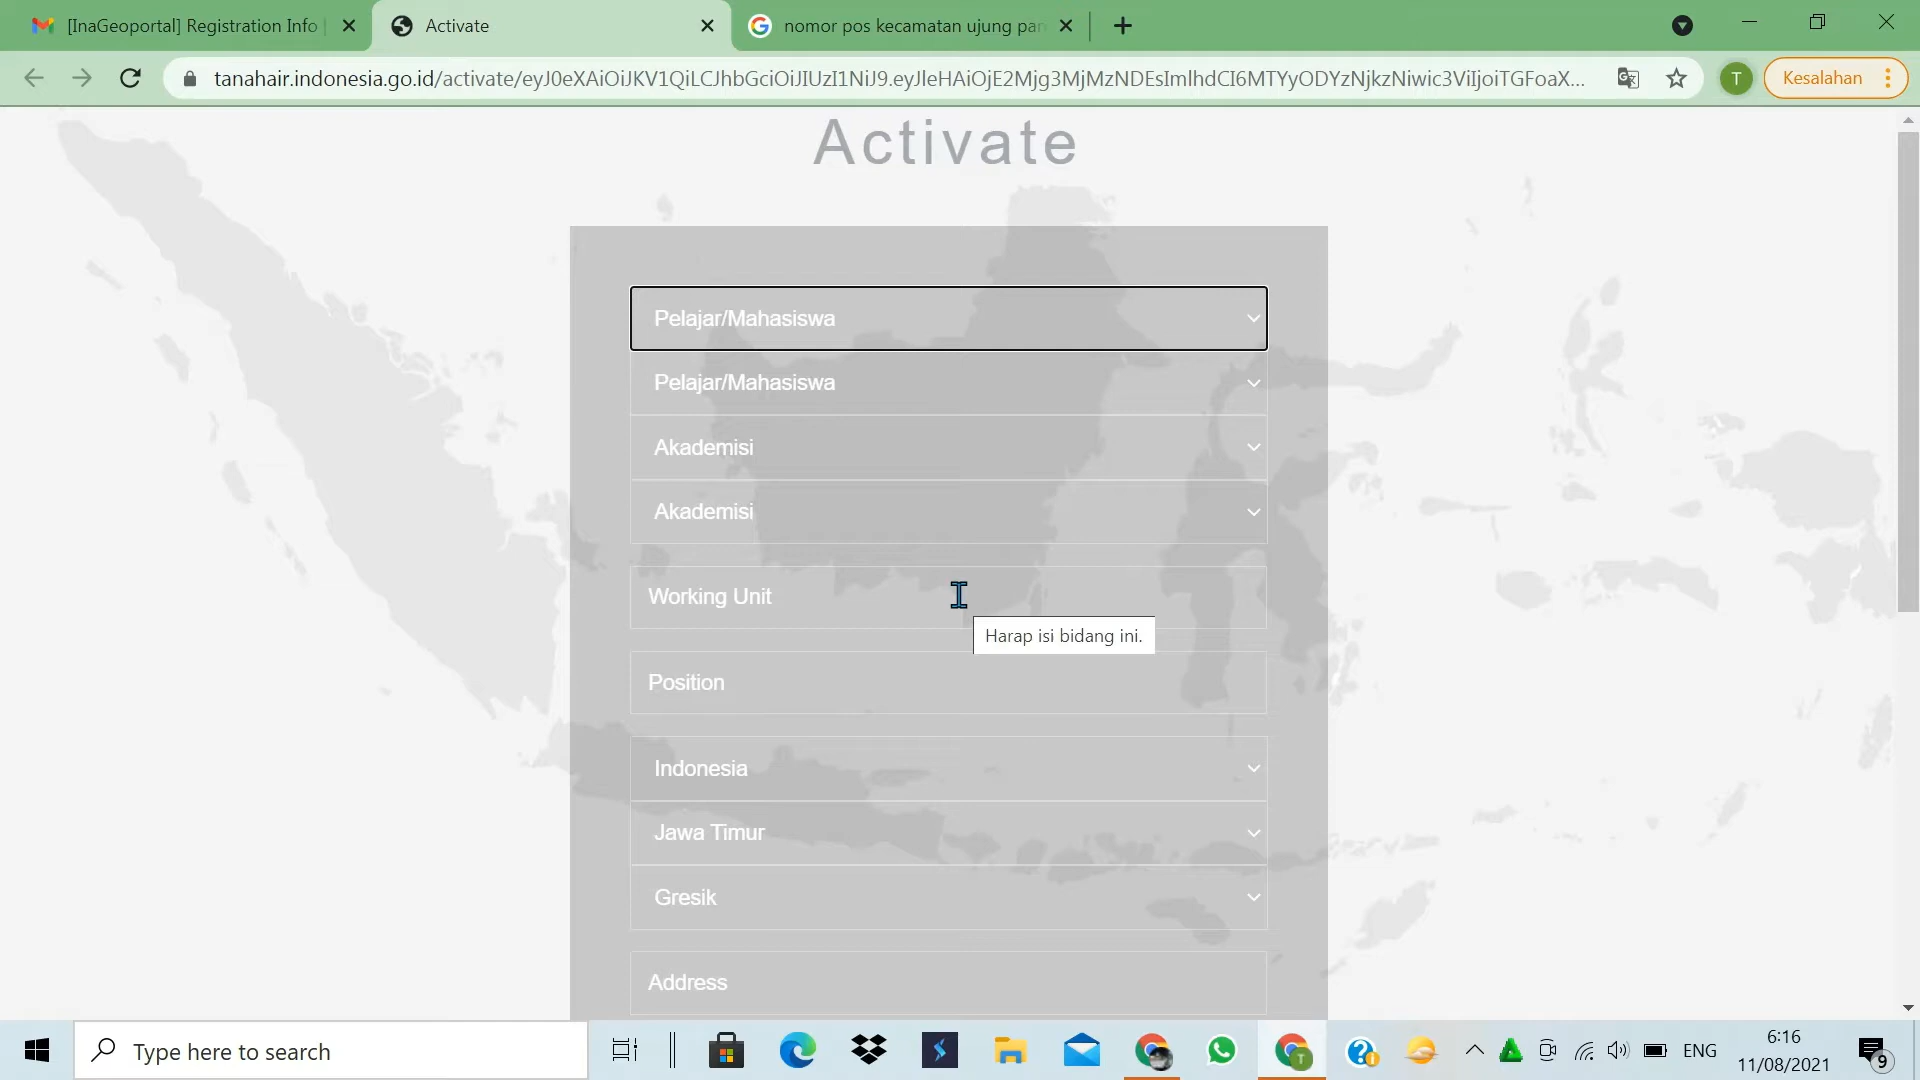 [InaGeoportal] Registration Info
Activate
nomor pos kecamatan ujung pan
tanahair.indonesia.go.id/activate/eyJ0eXAiOiJKV1QiLCJhbGciOiJIUzI1NiJ9.eyJleHAiOjE2Mjg3MjMzNDEsImlhdCI6MTYyODYzNjkzNiwic3ViIjoiTGFoaX...
T
Kesalahan
Activate
Pelajar/Mahasiswa
Pelajar/Mahasiswa
Akademisi
Akademisi
Working Unit
Harap isi bidang ini.
Position
Indonesia
Jawa Timur
Gresik
Address
Type here to search
T
ENG
6:16
11/08/2021
9